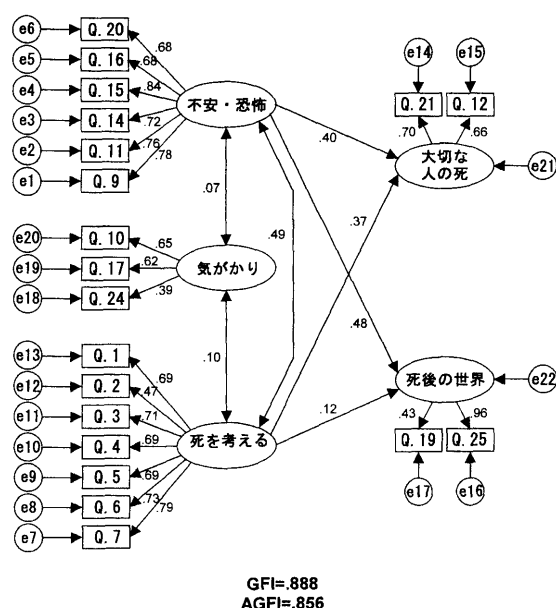 e6
Q. 20
.68
e5
Q. 16
.68
e4
Q. 15
.84
e3
Q. 14
.72
e2
Q. 11
.76
e1
Q. 9
.78
不安・恐怖
e14
e15
Q. 21
Q. 12
.70
.66
大切な
人の死
e21
.40
.37
.07
.49
e20
Q. 10
.65
e19
Q. 17
.62
e18
Q. 24
.39
気がかり
.10
.48
e13
Q. 1
.69
e12
Q. 2
.47
e11
Q. 3
.71
e10
Q. 4
.69
e9
Q. 5
.69
e8
Q. 6
.73
e7
Q. 7
.79
死を考える
.12
死後の世界
e22
.43
.96
Q. 19
Q. 25
e17
e16
GFI=.888
AGFI=.856